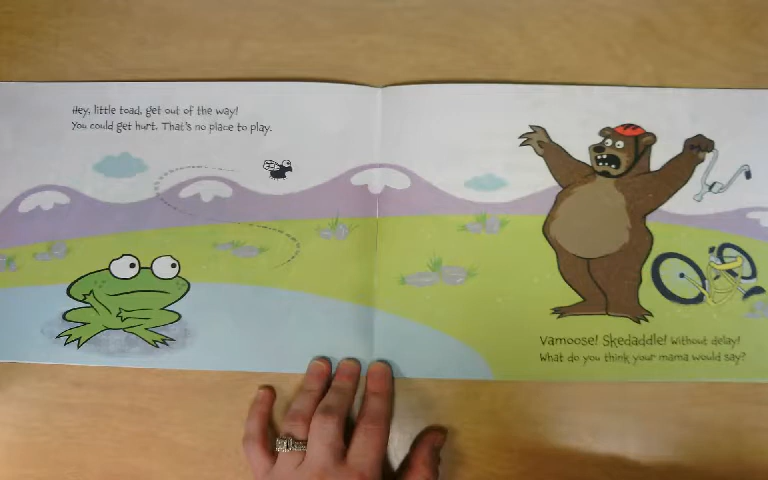 Hey, little toad, get out of the way!
You could get hurt. That's no place to play.
Vamoose! Skedaddle! Without delay!
What do you think your mama would say?